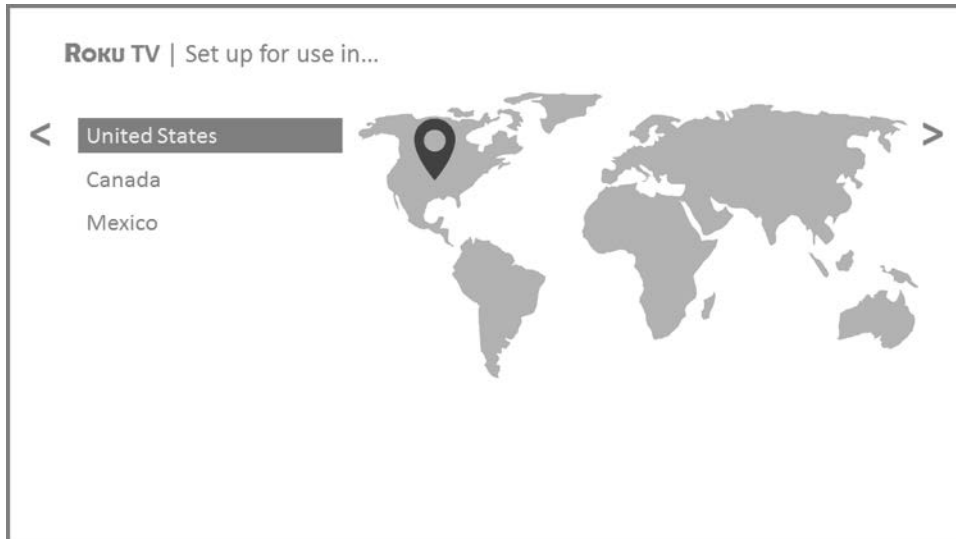 ROKU TV | Set up for use in...
< United States >
Canada
Mexico